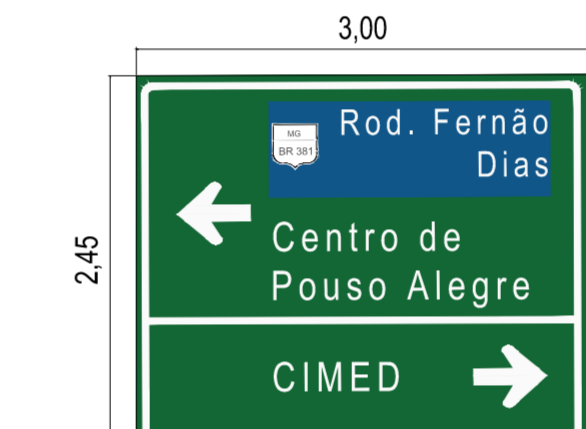 3,00
Rod. Fernão
MG
BR 381
Dias
2,45
Centro de
Pouso Alegre
CIMED